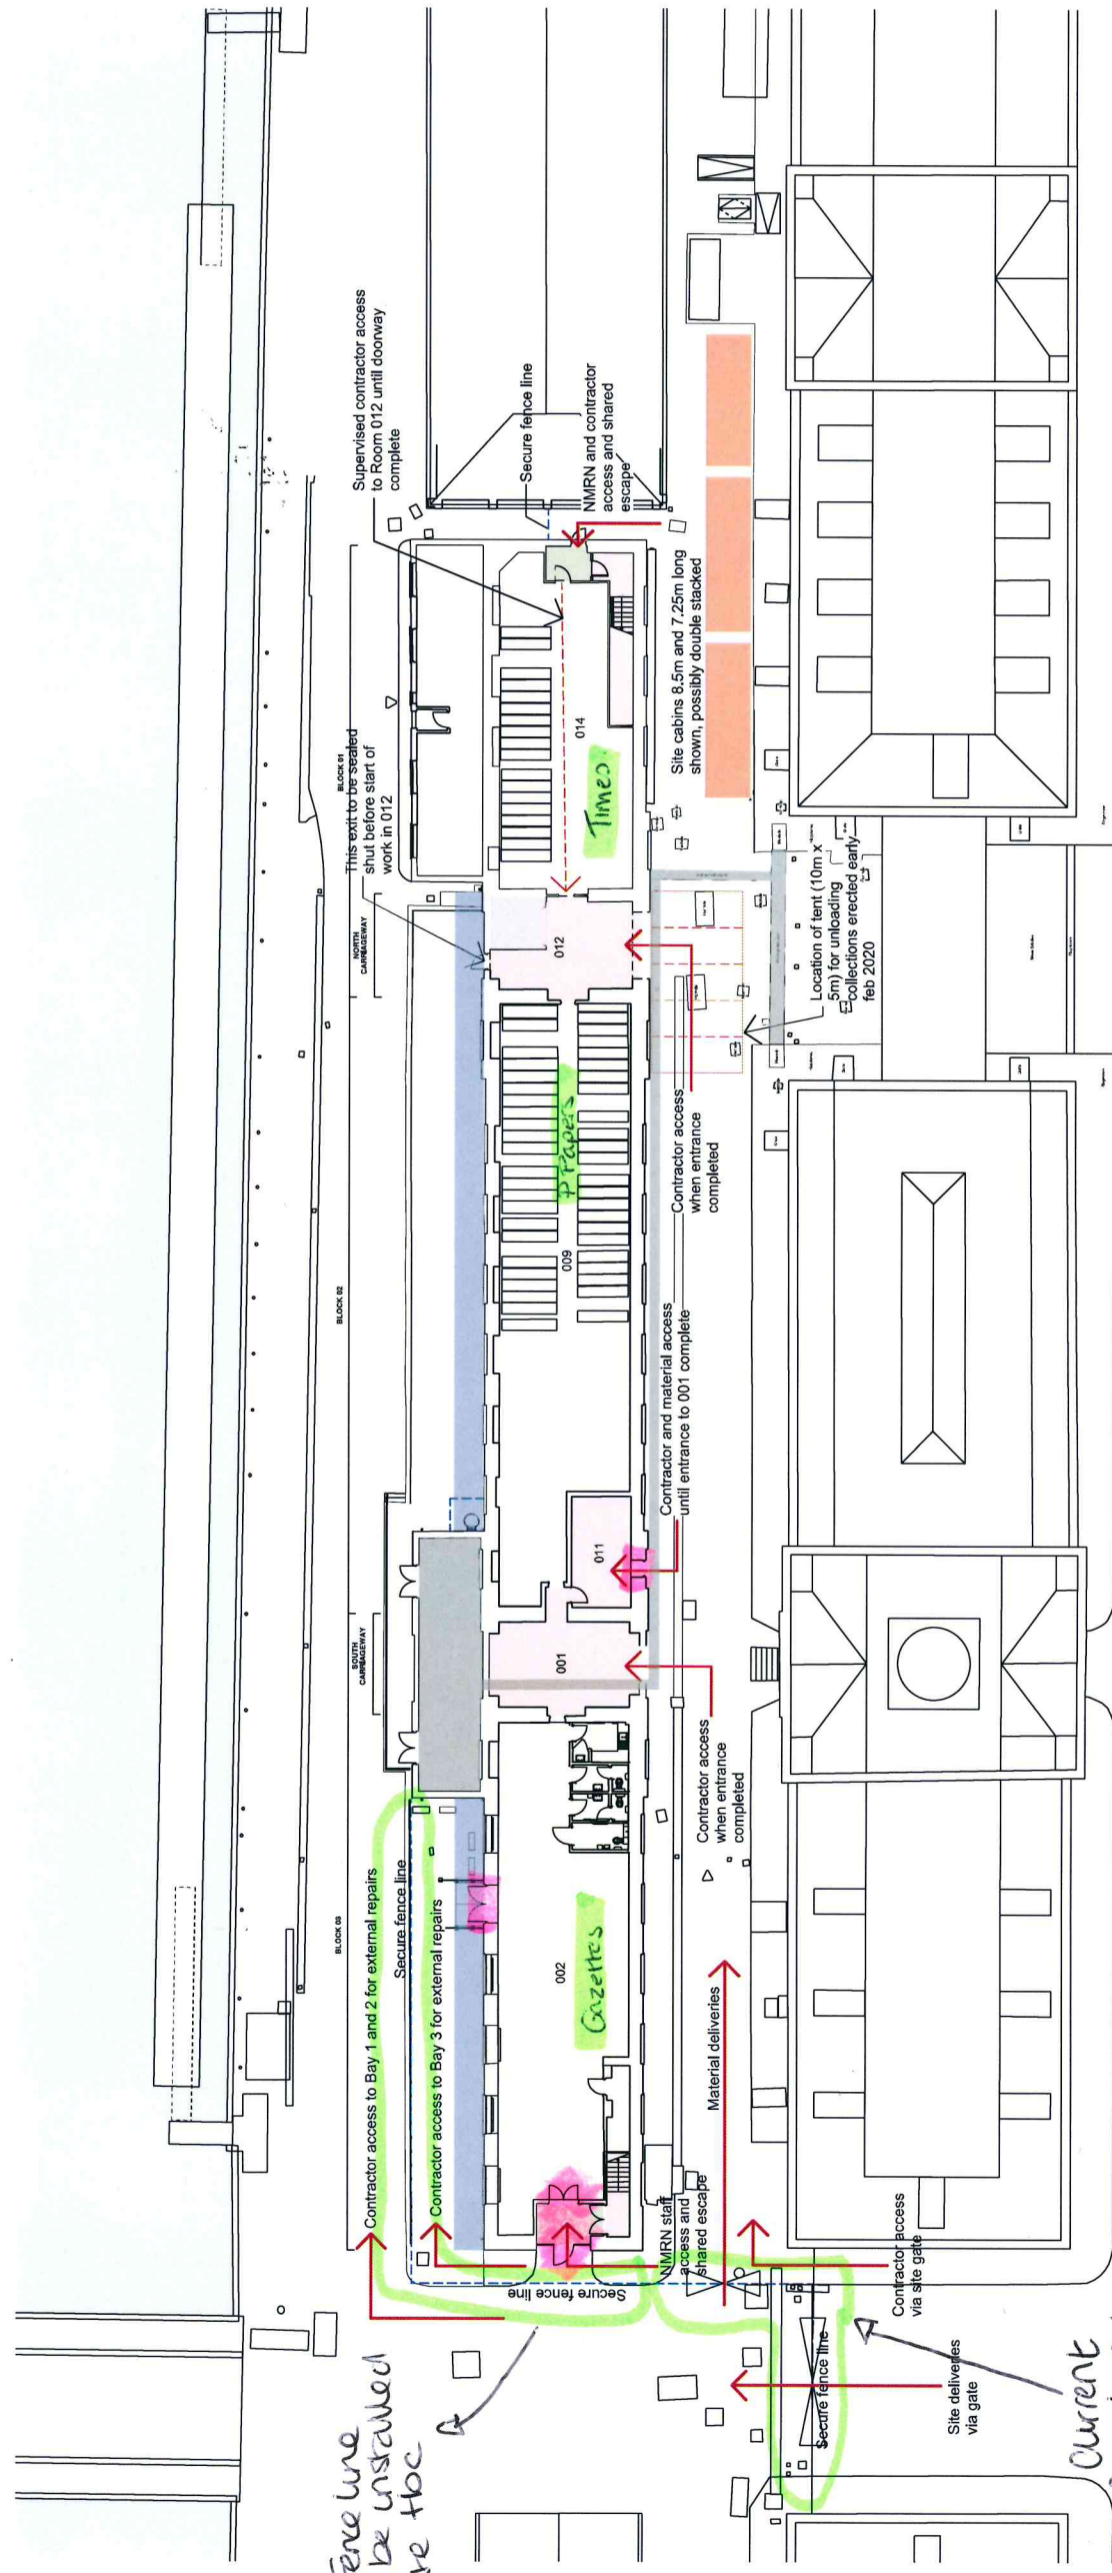 Supervised contractor access
to Room 012 until doorway
complete
Secure fence line
NMRN and contractor
access and shared
escape
BLOCK 01
This exit to be sealed
shut before start of
work in 012
NORTH
CARRIAGEWAY
014
Times
Site cabins 8.5m and 7.25m long
shown, possibly double stacked
012
Location of tent (10m x
5m) for unloading
collections erected early
feb 2020
P Papers
009
Contractor access
when entrance
completed
BLOCK 02
Contractor and material access
until entrance to 001 complete
011
SOUTH
CARRIAGEWAY
001
Contractor access
when entrance
completed
BLOCK 03
Contractor access to Bay 1 and 2 for external repairs
Secure fence line
Contractor access to Bay 3 for external repairs
002
Gazettes
Material deliveries
NMRN staff
access and
shared escape
Secure fence line
Contractor access
via site gate
Secure fence line
Site deliveries
via gate
Fence line
be installed
tbc
Current